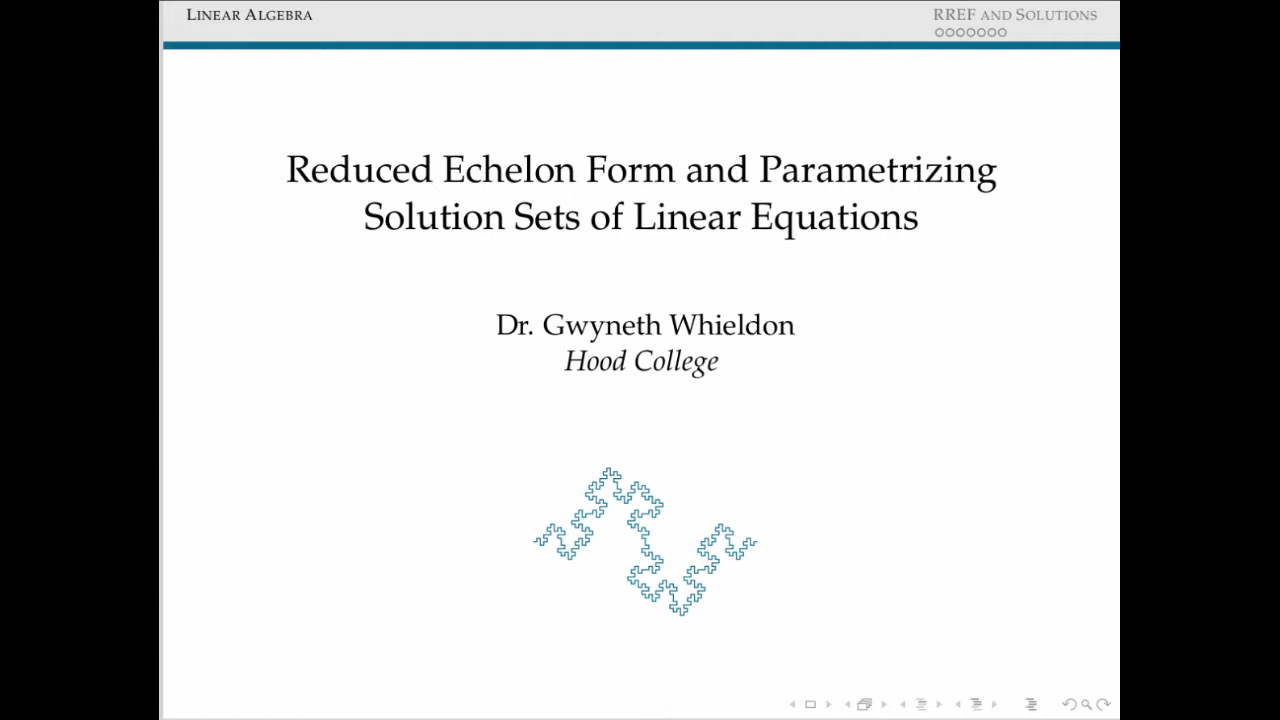 LINEAR ALGEBRA
RREF AND SOLUTIONS
Reduced Echelon Form and Parametrizing
Solution Sets of Linear Equations
Dr. Gwyneth Whieldon
Hood College